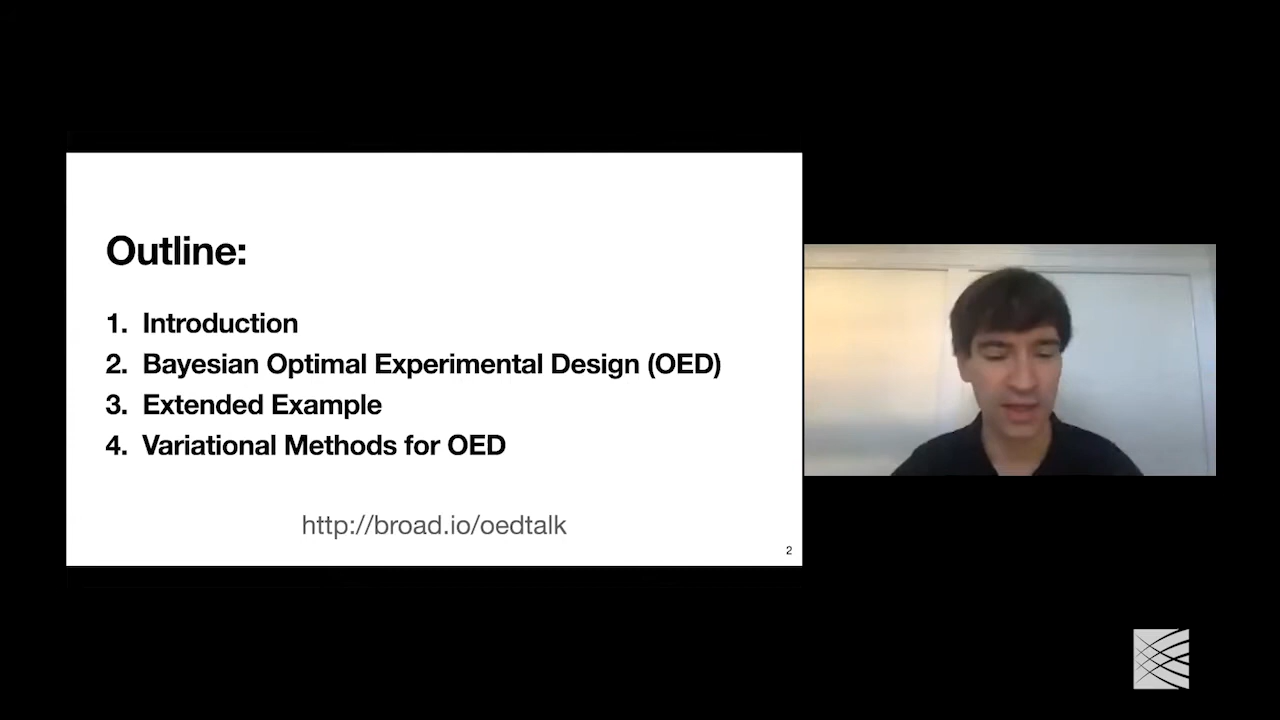 Outline:
1. Introduction
2. Bayesian Optimal Experimental Design (OED)
3. Extended Example
4. Variational Methods for OED
http://broad.io/oedtalk
2